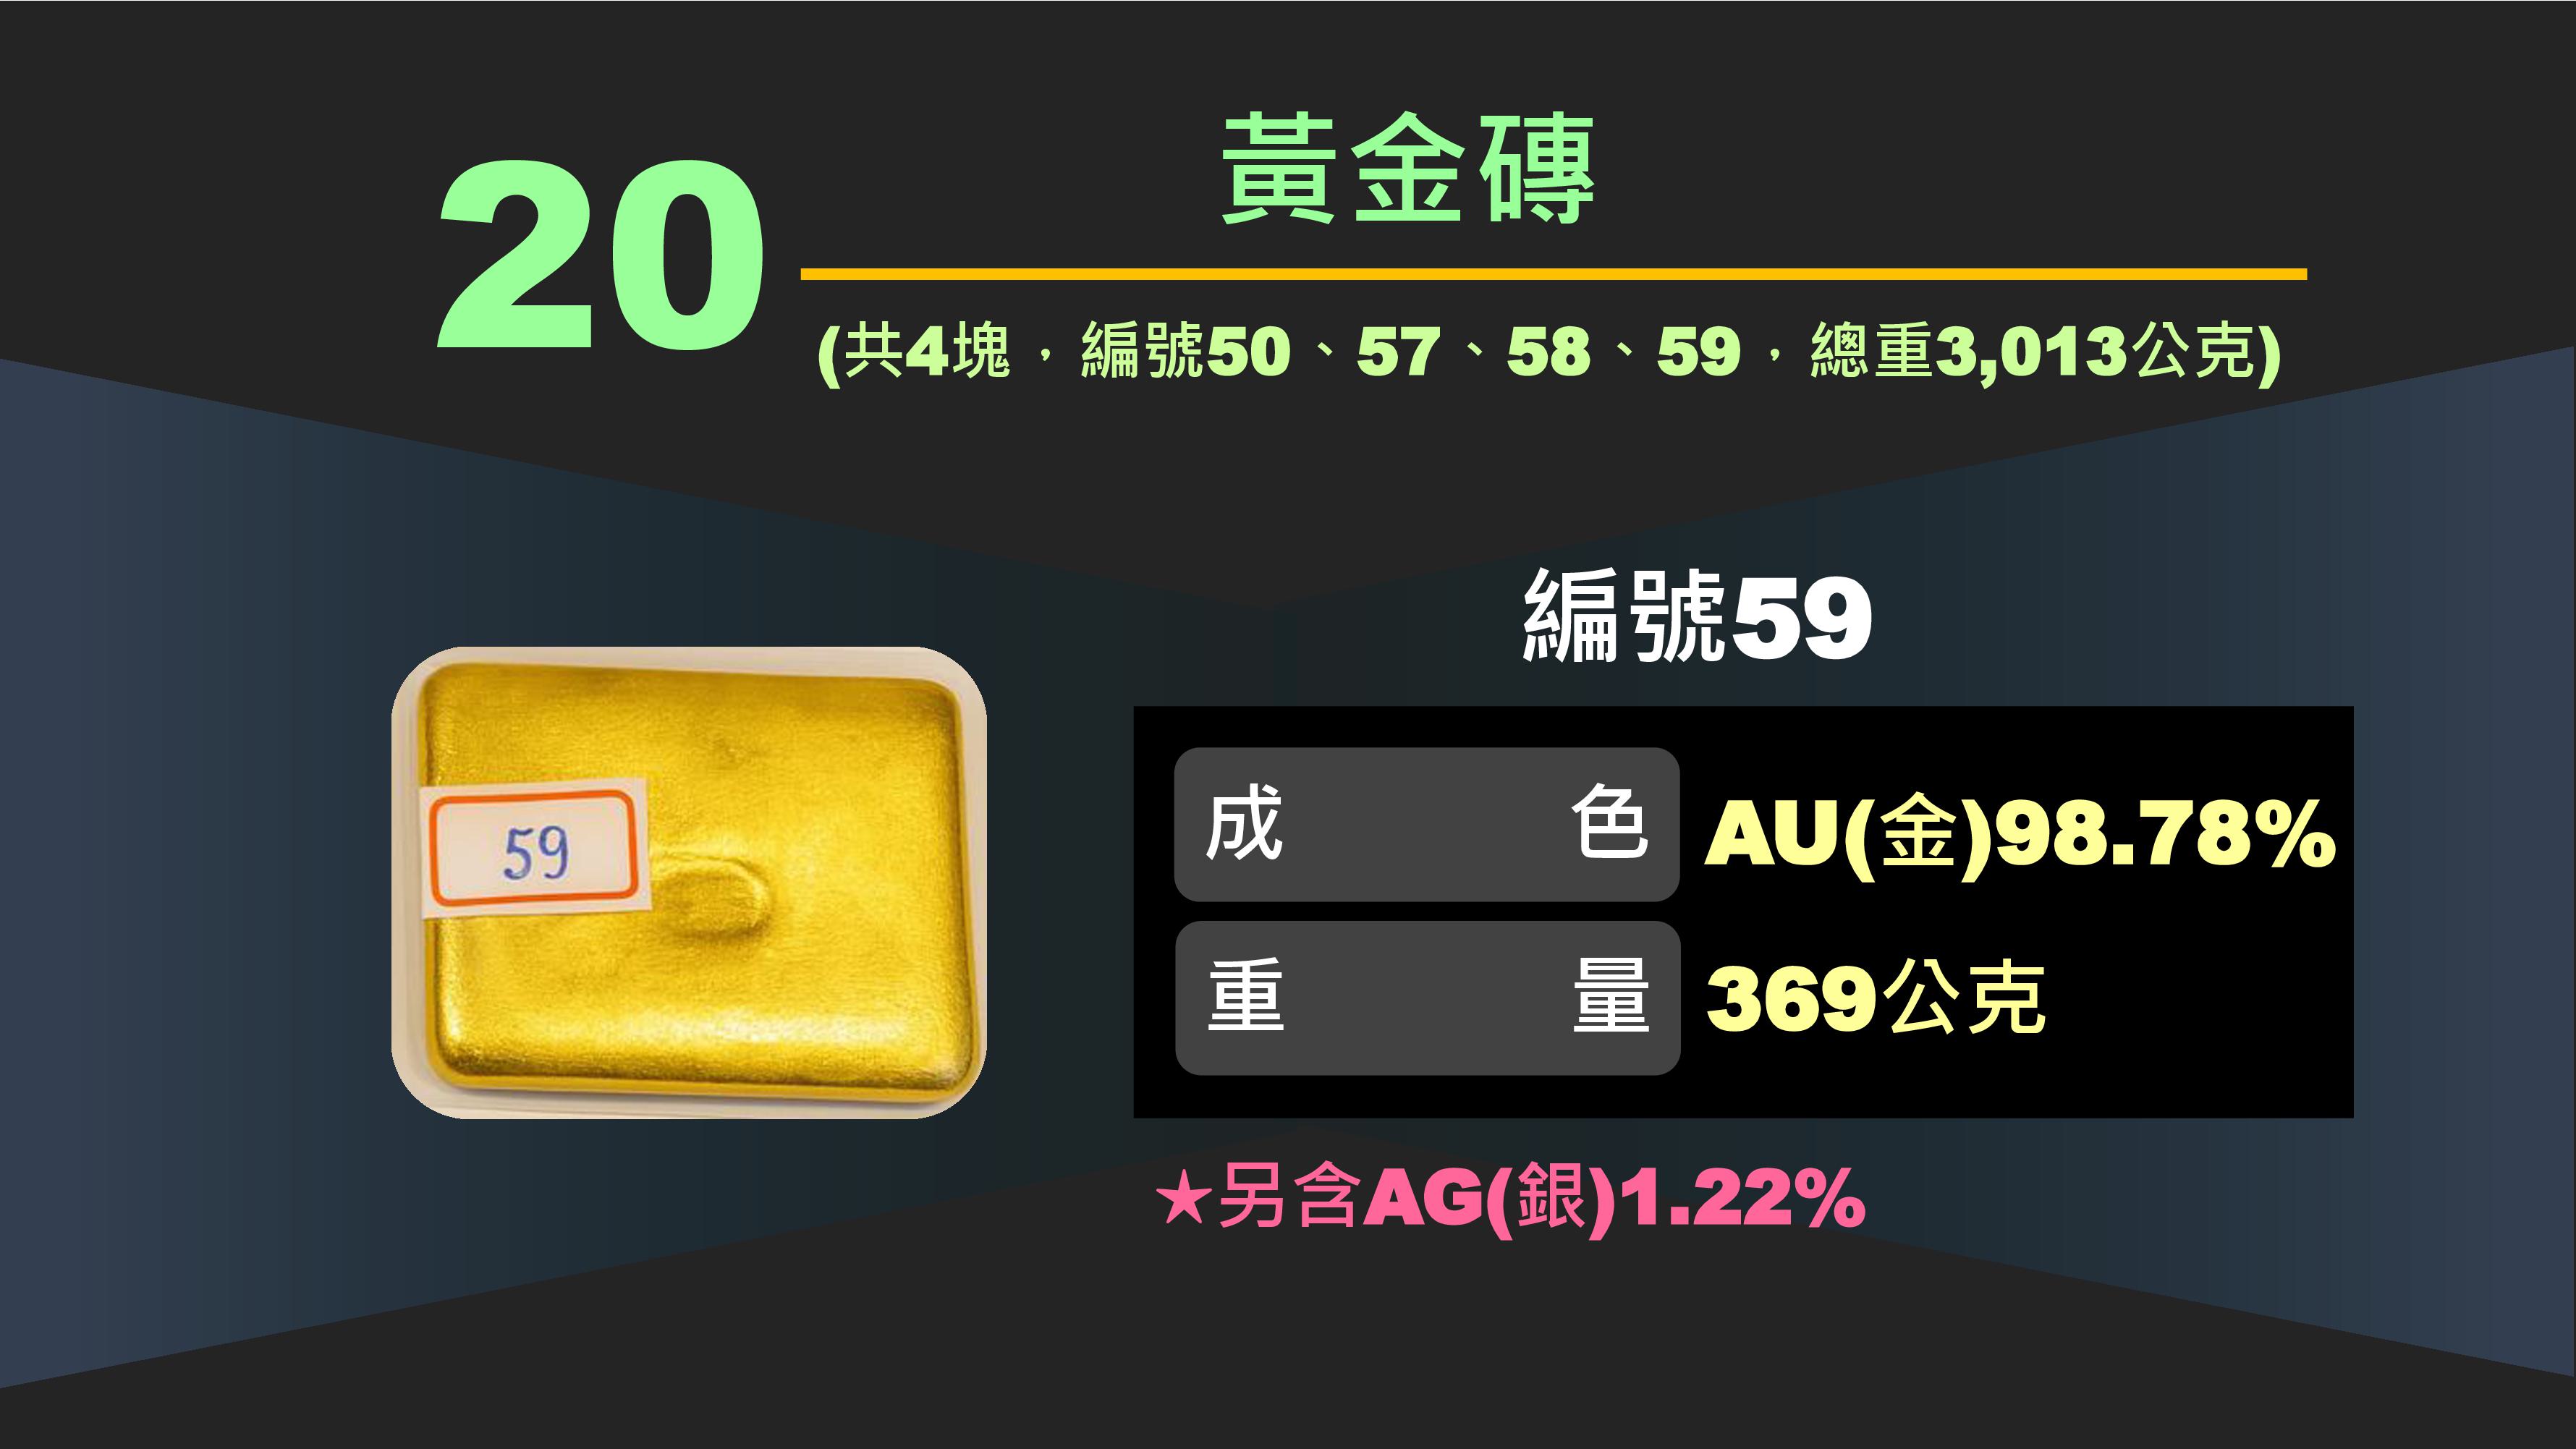 20
黃金磚
(共4塊，編號50、57、58、59，總重3,013公克)
編號59
59
成色 AU(金)98.78%
重量 369公克
★另含AG(銀)1.22%